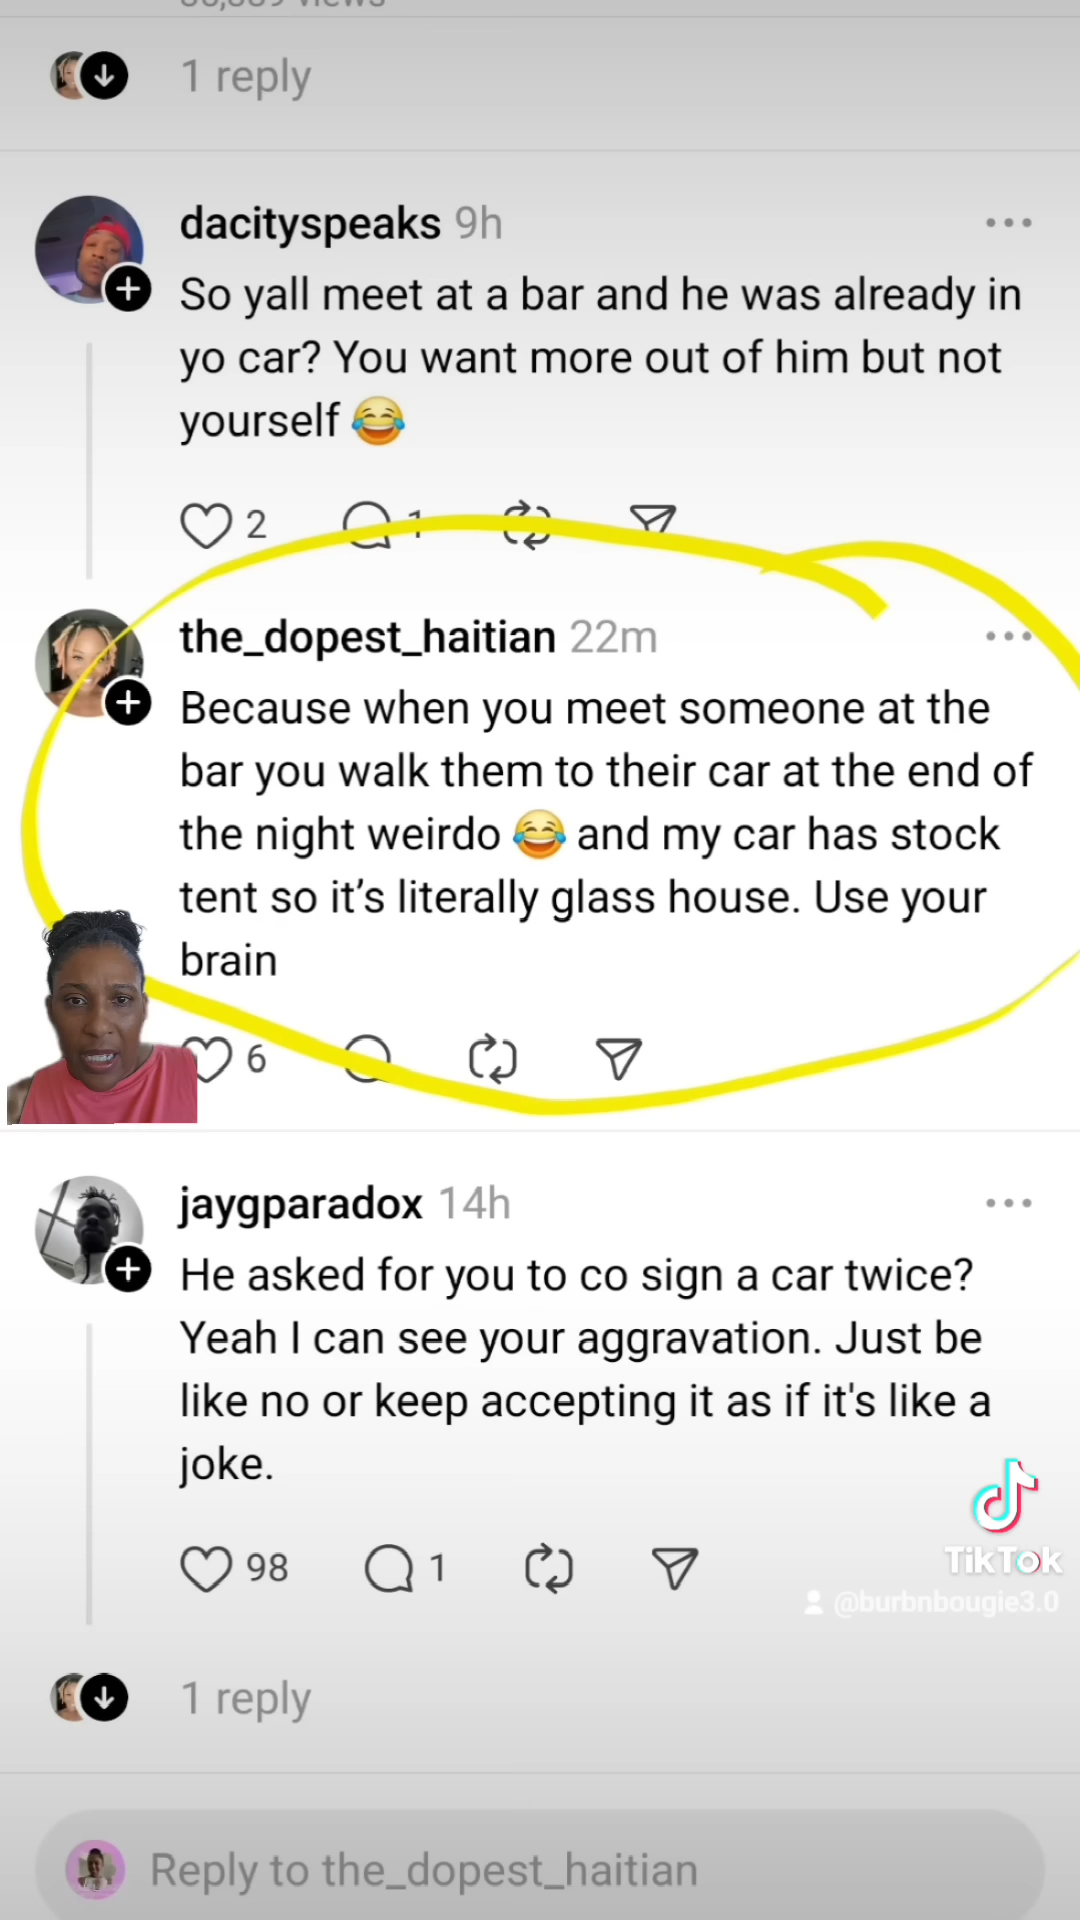 1 reply
dacityspeaks 9h
So yall meet at a bar and he was already in
yo car? You want more out of him but not
yourself 😂
2 1
the_dopest_haitian 22m
Because when you meet someone at the
bar you walk them to their car at the end of
the night weirdo 😂 and my car has stock
tent so it’s literally glass house. Use your
brain
6
jaygparadox 14h
He asked for you to co sign a car twice?
Yeah I can see your aggravation. Just be
like no or keep accepting it as if it's like a
joke.
98 1
TikTok
@burbnbougie3.0
1 reply
Reply to the_dopest_haitian